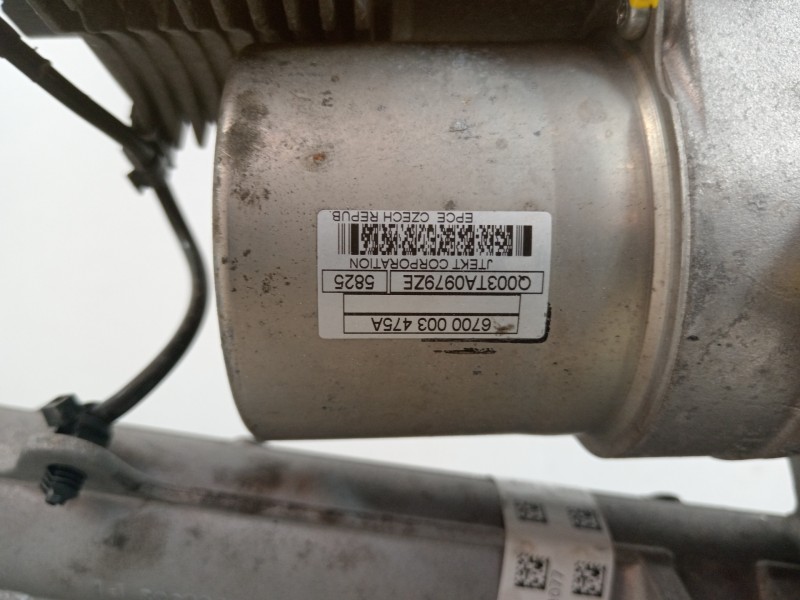 6700 003 475A
Q003TA0979ZE 5825
JTEKT CORPORATION
EPCE CZECH REPUB.